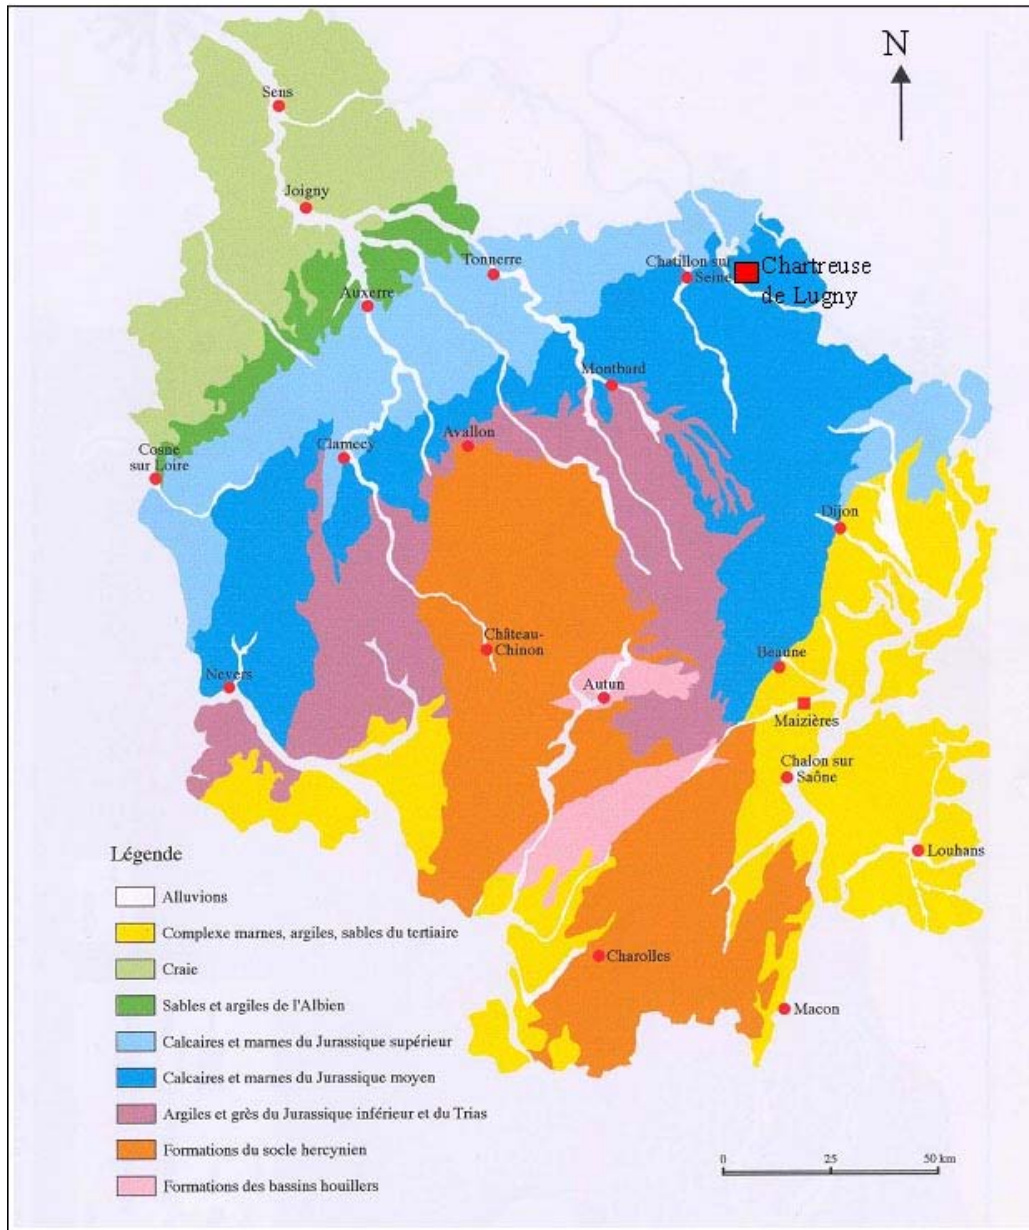 N
Sens
Joigny
Tonnerre
Chatillon sur
Seine
Chartreuse
de Lugny
Auxerre
Montbard
Avallon
Clamecy
Cosne
sur Loire
Dijon
Château-
Chinon
Beaune
Nevers
Autun
Maizières
Chalon sur
Saône
Louhans
Charolles
Macon
Légende
Alluvions
Complexe marnes, argiles, sables du tertiaire
Craie
Sables et argiles de l'Albien
Calcaires et marnes du Jurassique supérieur
Calcaires et marnes du Jurassique moyen
Argiles et grès du Jurassique inférieur et du Trias
Formations du socle hercynien
Formations des bassins houillers
0 25 50 km